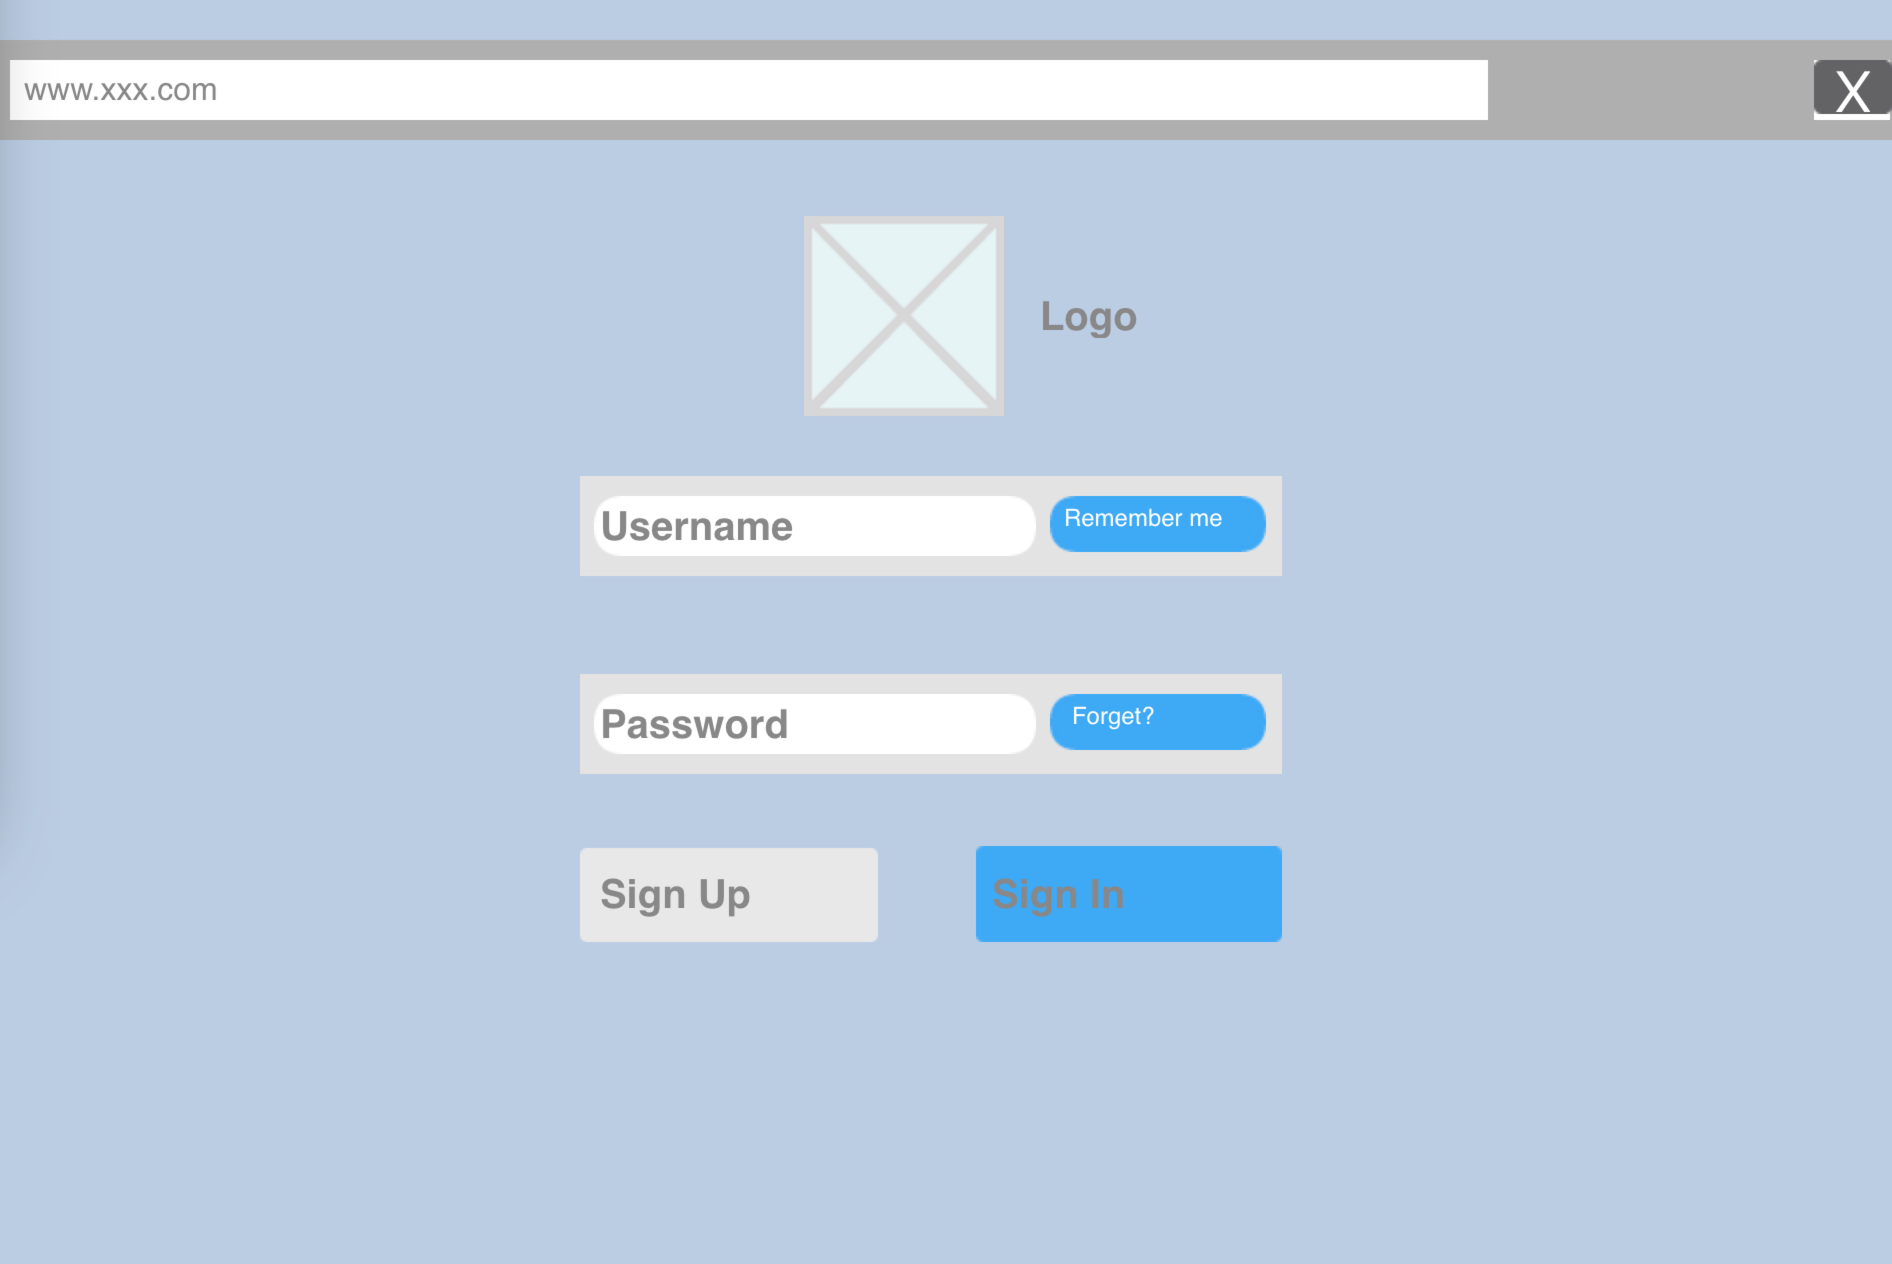 www.xxx.com
X
Logo
Username
Remember me
Password
Forget?
Sign Up
Sign In